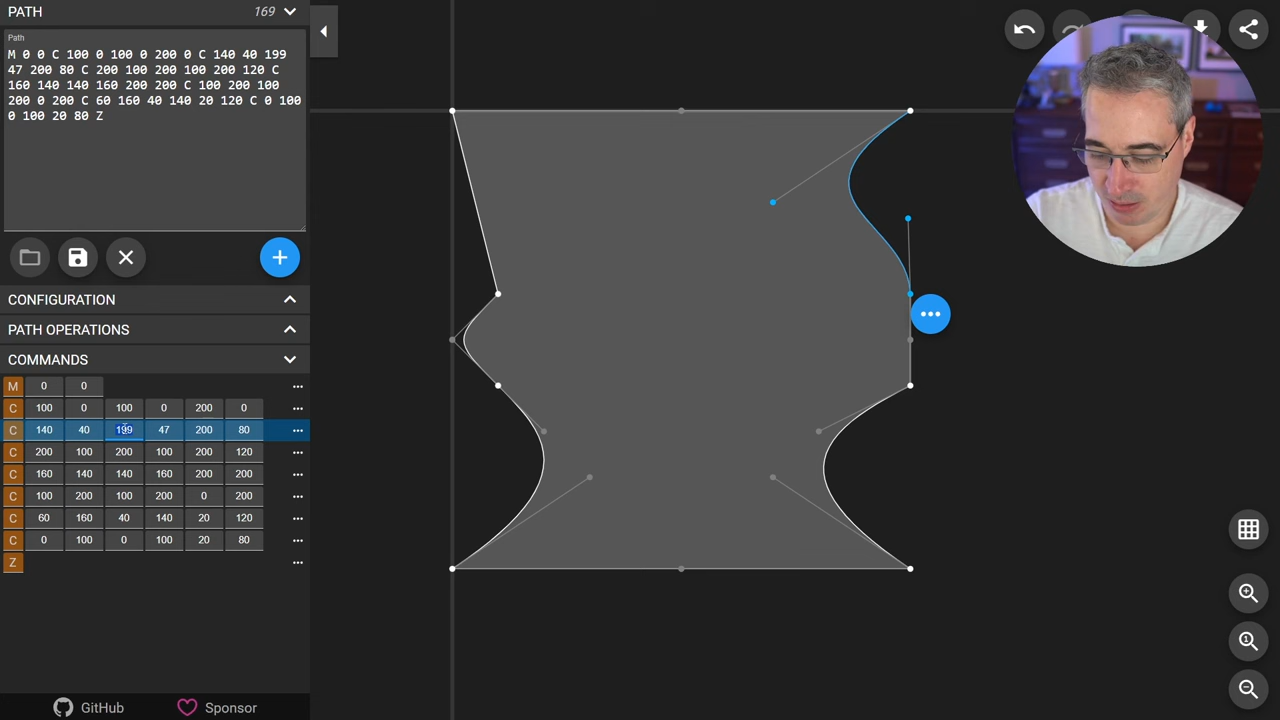 PATH 169
Path
M 0 0 C 100 0 100 0 200 0 C 140 40 199
47 200 80 C 200 100 200 100 200 120 C
160 140 140 160 200 200 C 100 200 100
200 0 200 C 60 160 40 140 20 120 C 0 100
0 100 20 80 Z
CONFIGURATION
PATH OPERATIONS
COMMANDS
M 0 0
C 100 0 100 0 200 0
C 140 40 199 47 200 80
C 200 100 200 100 200 120
C 160 140 140 160 200 200
C 100 200 100 200 0 200
C 60 160 40 140 20 120
C 0 100 0 100 20 80
Z
GitHub Sponsor